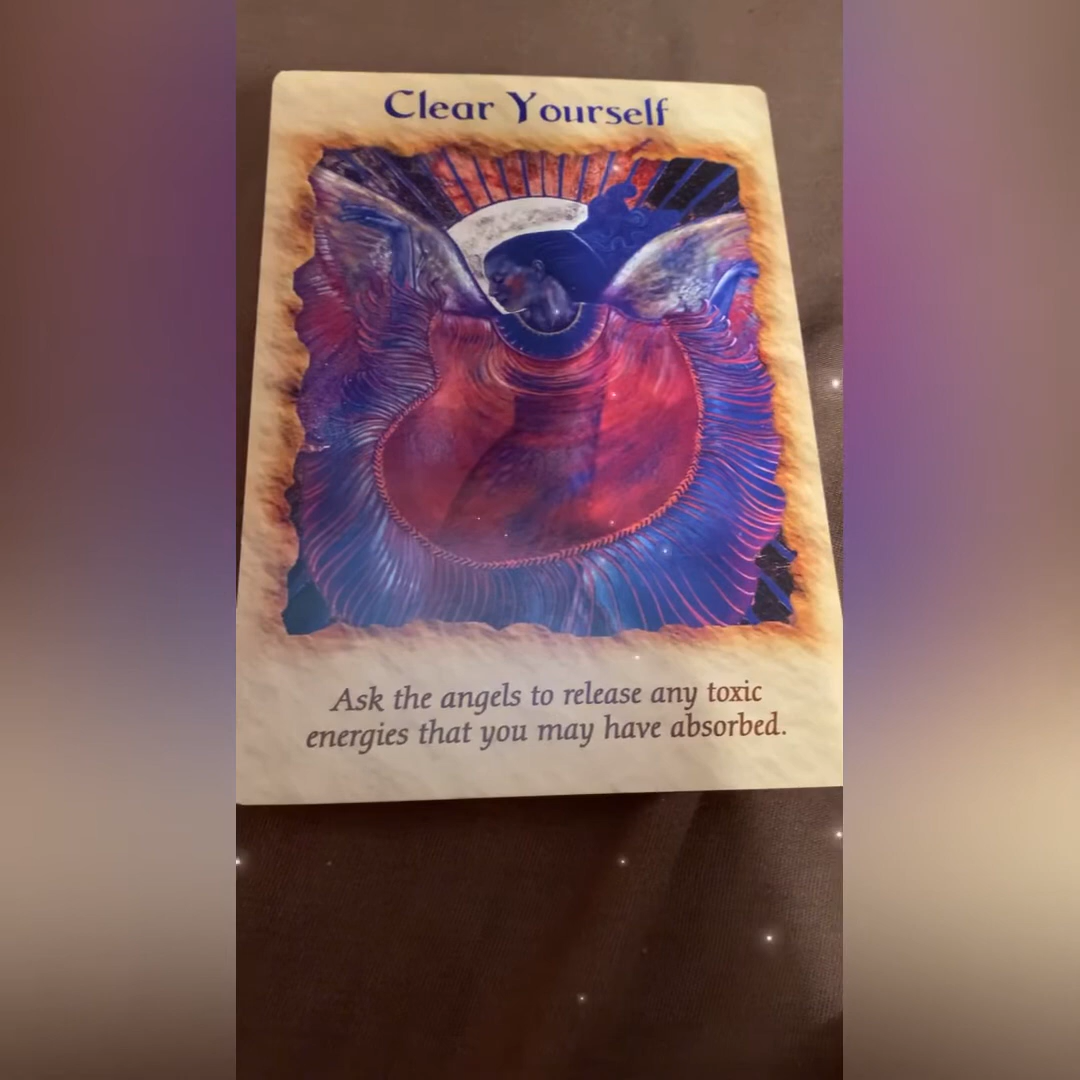 Clear Yourself
Ask the angels to release any toxic
energies that you may have absorbed.